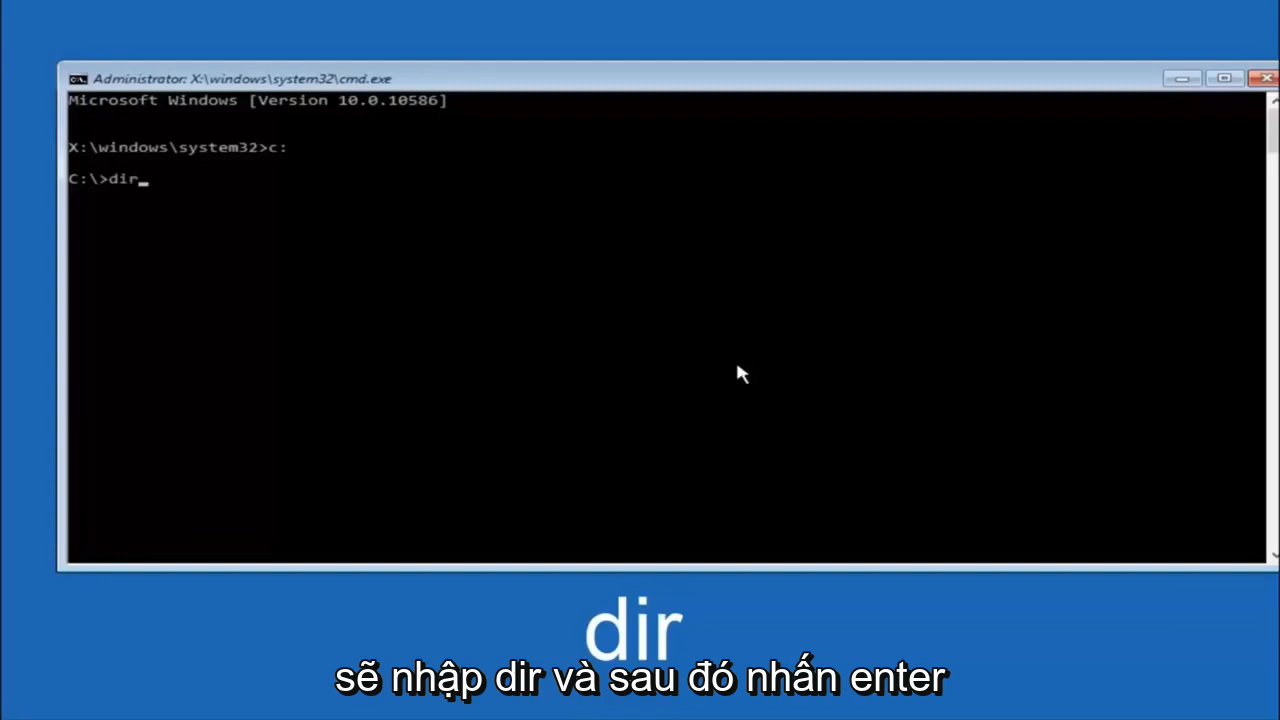 Administrator: X:\windows\system32\cmd.exe
Microsoft Windows [Version 10.0.10586]
X:\windows\system32>c:
C:\>dir
dir
sẽ nhập dir và sau đó nhấn enter